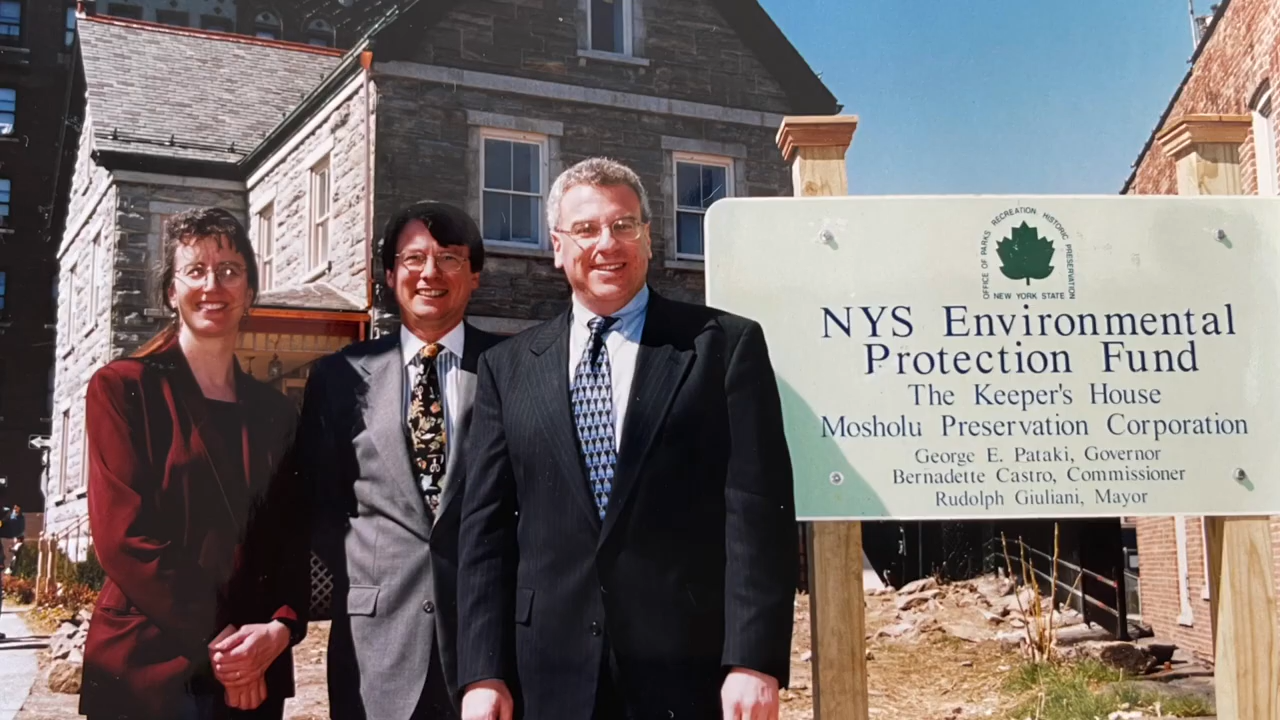 OFFICE OF PARKS RECREATION HISTORIC PRESERVATION
NEW YORK STATE
NYS Environmental
Protection Fund
The Keeper's House
Mosholu Preservation Corporation
George E. Pataki, Governor
Bernadette Castro, Commissioner
Rudolph Giuliani, Mayor